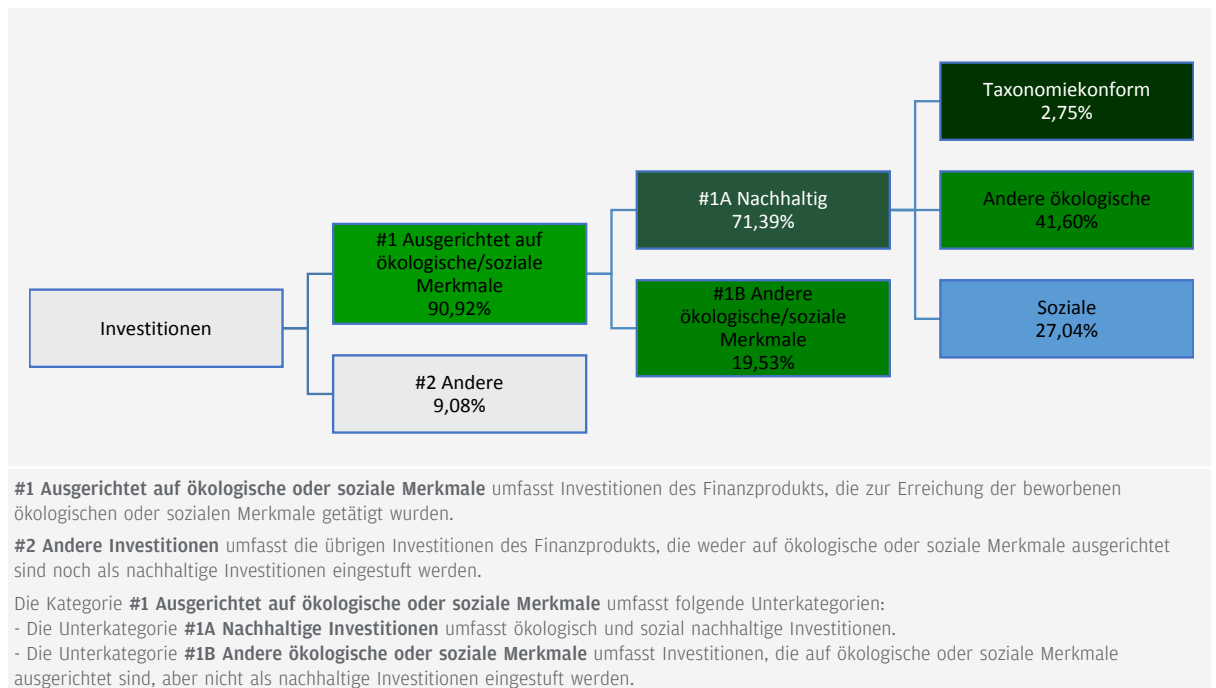 Investitionen
#1 Ausgerichtet auf
ökologische/soziale
Merkmale
90,92%
#2 Andere
9,08%
#1A Nachhaltig
71,39%
#1B Andere
ökologische/soziale
Merkmale
19,53%
Taxonomiekonform
2,75%
Andere ökologische
41,60%
Soziale
27,04%
#1 Ausgerichtet auf ökologische oder soziale Merkmale umfasst Investitionen des Finanzprodukts, die zur Erreichung der beworbenen
ökologischen oder sozialen Merkmale getätigt wurden.
#2 Andere Investitionen umfasst die übrigen Investitionen des Finanzprodukts, die weder auf ökologische oder soziale Merkmale ausgerichtet
sind noch als nachhaltige Investitionen eingestuft werden.
Die Kategorie #1 Ausgerichtet auf ökologische oder soziale Merkmale umfasst folgende Unterkategorien:
- Die Unterkategorie #1A Nachhaltige Investitionen umfasst ökologisch und sozial nachhaltige Investitionen.
- Die Unterkategorie #1B Andere ökologische oder soziale Merkmale umfasst Investitionen, die auf ökologische oder soziale Merkmale
ausgerichtet sind, aber nicht als nachhaltige Investitionen eingestuft werden.